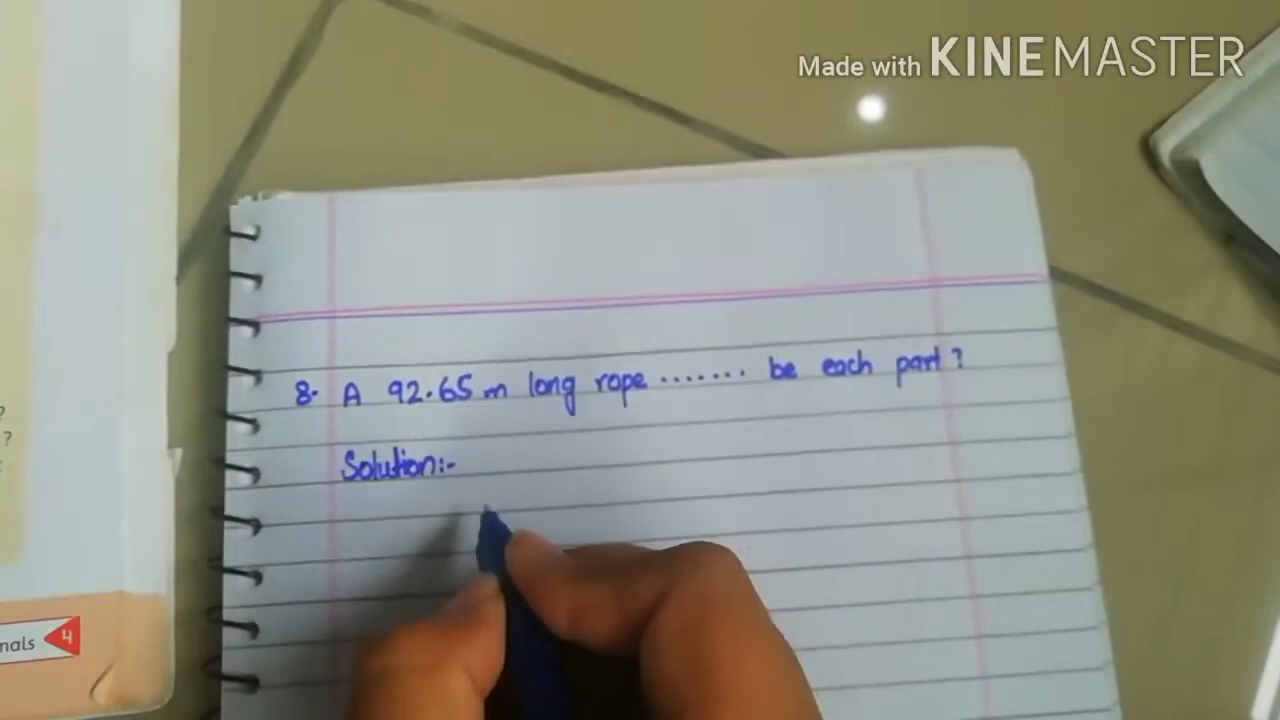 Made with KINEMASTER
8. A 92.65 m long rope ....... be each part?
Solution:-
?
?
nals 4